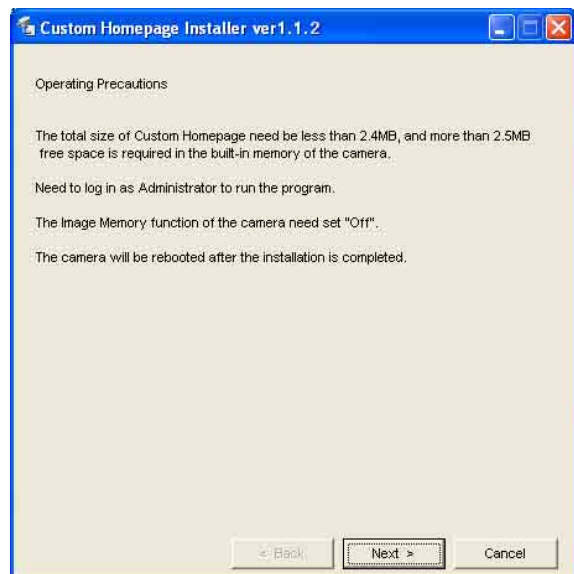 Custom Homepage Installer ver1.1.2
Operating Precautions
The total size of Custom Homepage need be less than 2.4MB, and more than 2.5MB
free space is required in the built-in memory of the camera.
Need to log in as Administrator to run the program.
The Image Memory function of the camera need set "Off".
The camera will be rebooted after the installation is completed.
< Back
Next >
Cancel